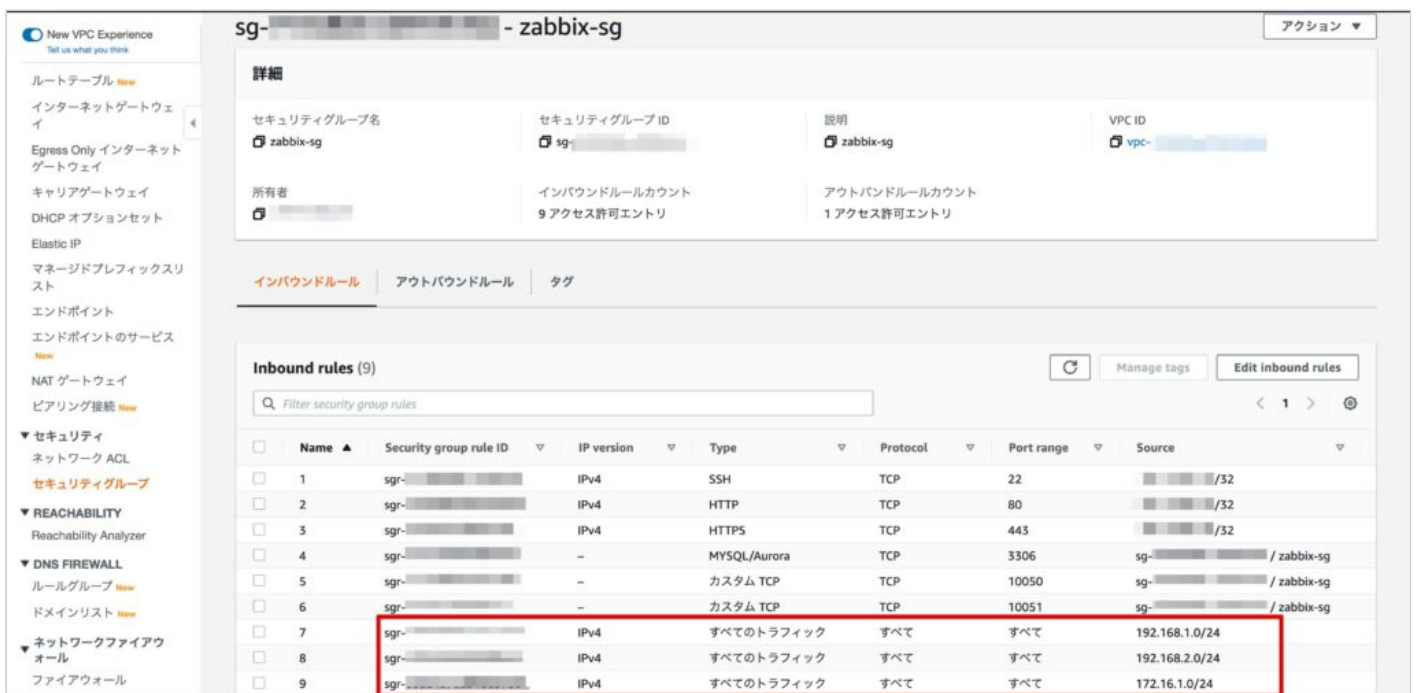 New VPC Experience
Tell us what you think
ルートテーブル New
インターネットゲートウェ
イ
Egress Only インターネット
ゲートウェイ
キャリアゲートウェイ
DHCP オプションセット
Elastic IP
マネージドプレフィックスリ
スト
エンドポイント
エンドポイントのサービス
New
NAT ゲートウェイ
ピアリング接続 New
▼ セキュリティ
ネットワーク ACL
セキュリティグループ
▼ REACHABILITY
Reachability Analyzer
▼ DNS FIREWALL
ルールグループ New
ドメインリスト New
▼ ネットワークファイアウ
ォール
ファイアウォール
sg- - zabbix-sg
アクション ▼
詳細
セキュリティグループ名 セキュリティグループ ID 説明 VPC ID
zabbix-sg sg- zabbix-sg vpc-
所有者 インバウンドルールカウント アウトバンドルールカウント
9 アクセス許可エントリ 1 アクセス許可エントリ
インバウンドルール アウトバウンドルール タグ
Inbound rules (9) Manage tags Edit inbound rules
Filter security group rules < 1 >
Name ▲ Security group rule ID IP version Type Protocol Port range Source
1 sgr- IPv4 SSH TCP 22 /32
2 sgr- IPv4 HTTP TCP 80 /32
3 sgr- IPv4 HTTPS TCP 443 /32
4 sgr- – MYSQL/Aurora TCP 3306 sg- / zabbix-sg
5 sgr- – カスタム TCP TCP 10050 sg- / zabbix-sg
6 sgr- – カスタム TCP TCP 10051 sg- / zabbix-sg
7 sgr- IPv4 すべてのトラフィック すべて すべて 192.168.1.0/24
8 sgr- IPv4 すべてのトラフィック すべて すべて 192.168.2.0/24
9 sgr- IPv4 すべてのトラフィック すべて すべて 172.16.1.0/24